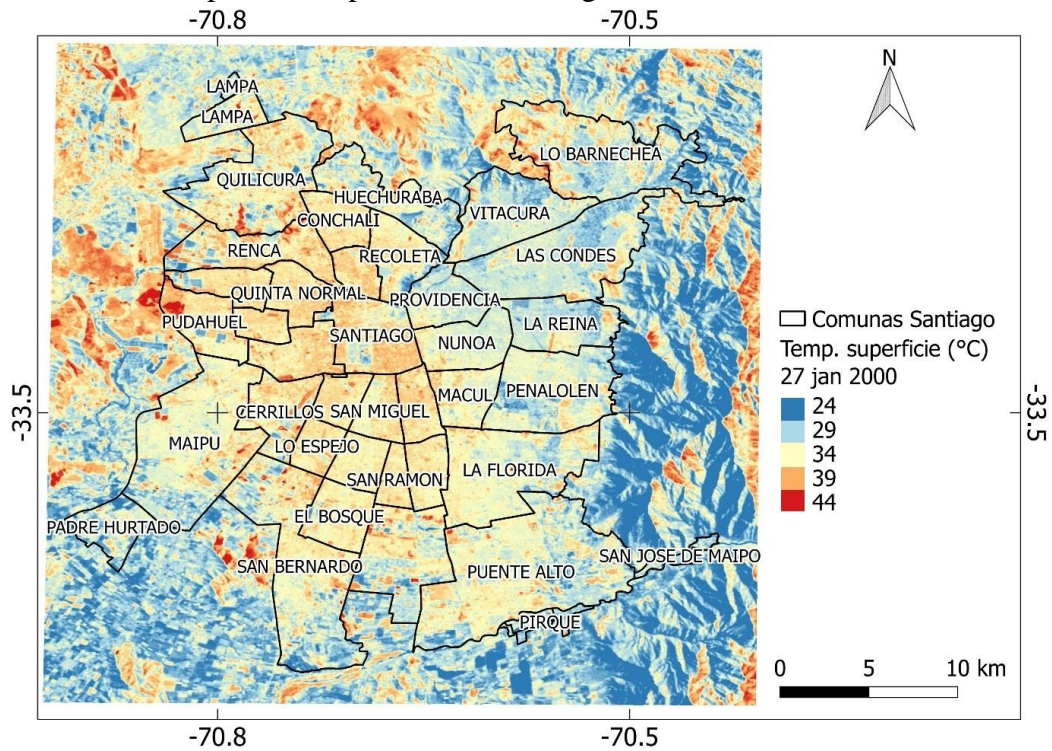 -70.8
-70.5
N
LAMPA
LAMPA
LO BARNECHEA
QUILICURA
HUECHURABA
VITACURA
CONCHALI
RENCA
RECOLETA
LAS CONDES
QUINTA NORMAL
PROVIDENCIA
PUDAHUEL
SANTIAGO
NUNOA
LA REINA
MACUL
PENALOLEN
CERRILLOS
SAN MIGUEL
MAIPU
LO ESPEJO
LA FLORIDA
SAN RAMON
EL BOSQUE
PADRE HURTADO
SAN BERNARDO
SAN JOSE DE MAIPO
PUENTE ALTO
PIRQUE
-33.5
-33.5
Comunas Santiago
Temp. superficie (°C)
27 jan 2000
24
29
34
39
44
0 5 10 km
-70.8
-70.5